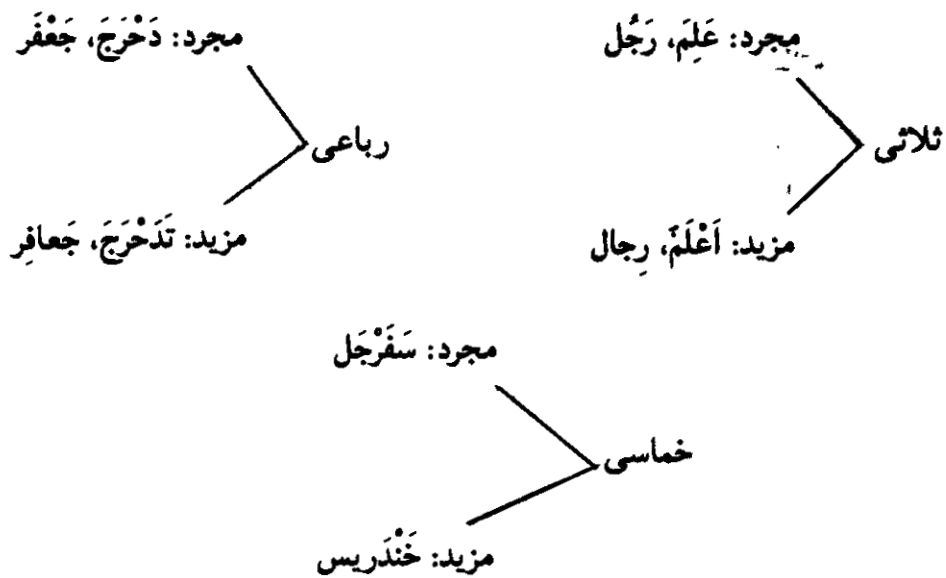 مجرد: عَلِمَ، رَجُل
ثلاثی
مزید: اَعْلَمَ، رِجال
مجرد: دَحْرَجَ، جَعْفَر
رباعی
مزید: تَدَحْرَجَ، جَعافِر
مجرد: سَفَرْجَل
خماسی
مزید: خَنْدَریس